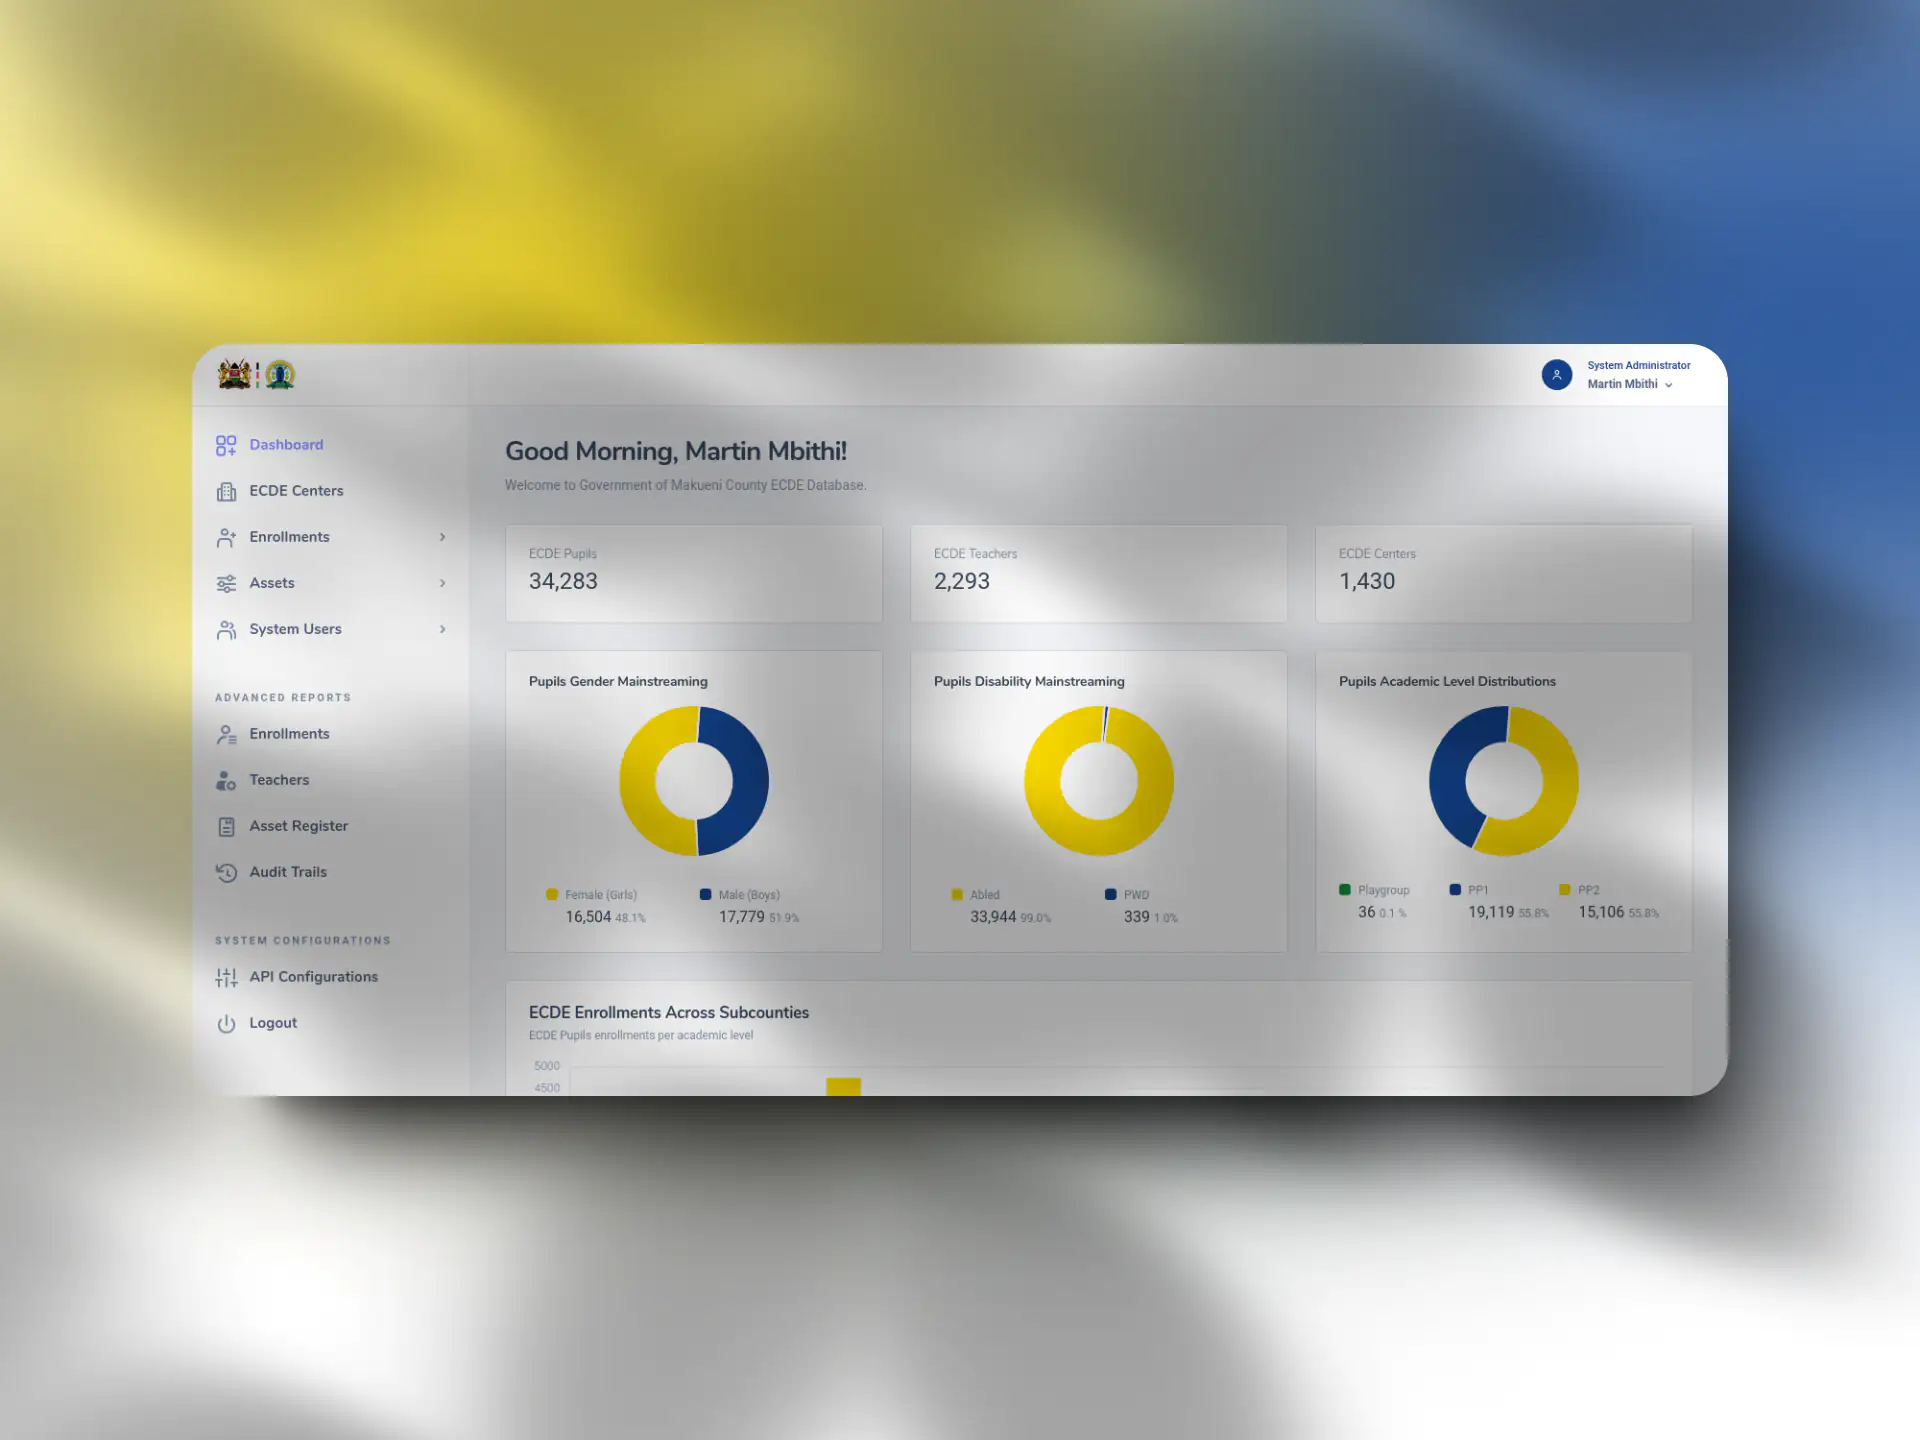 System Administrator
Martin Mbithi
Dashboard
ECDE Centers
Enrollments
Assets
System Users
ADVANCED REPORTS
Enrollments
Teachers
Asset Register
Audit Trails
SYSTEM CONFIGURATIONS
API Configurations
Logout
Good Morning, Martin Mbithi!
Welcome to Government of Makueni County ECDE Database.
ECDE Pupils
34,283
ECDE Teachers
2,293
ECDE Centers
1,430
Pupils Gender Mainstreaming
Female (Girls)
16,504 48.1%
Male (Boys)
17,779 51.9%
Pupils Disability Mainstreaming
Abled
33,944 99.0%
PWD
339 1.0%
Pupils Academic Level Distributions
Playgroup
36 0.1 %
PP1
19,119 55.8%
PP2
15,106 55.8%
ECDE Enrollments Across Subcounties
ECDE Pupils enrollments per academic level
5000
4500